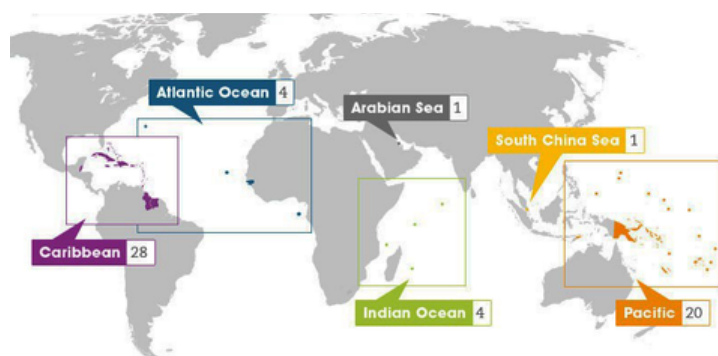 Atlantic Ocean 4
Arabian Sea 1
South China Sea 1
Caribbean 28
Indian Ocean 4
Pacific 20